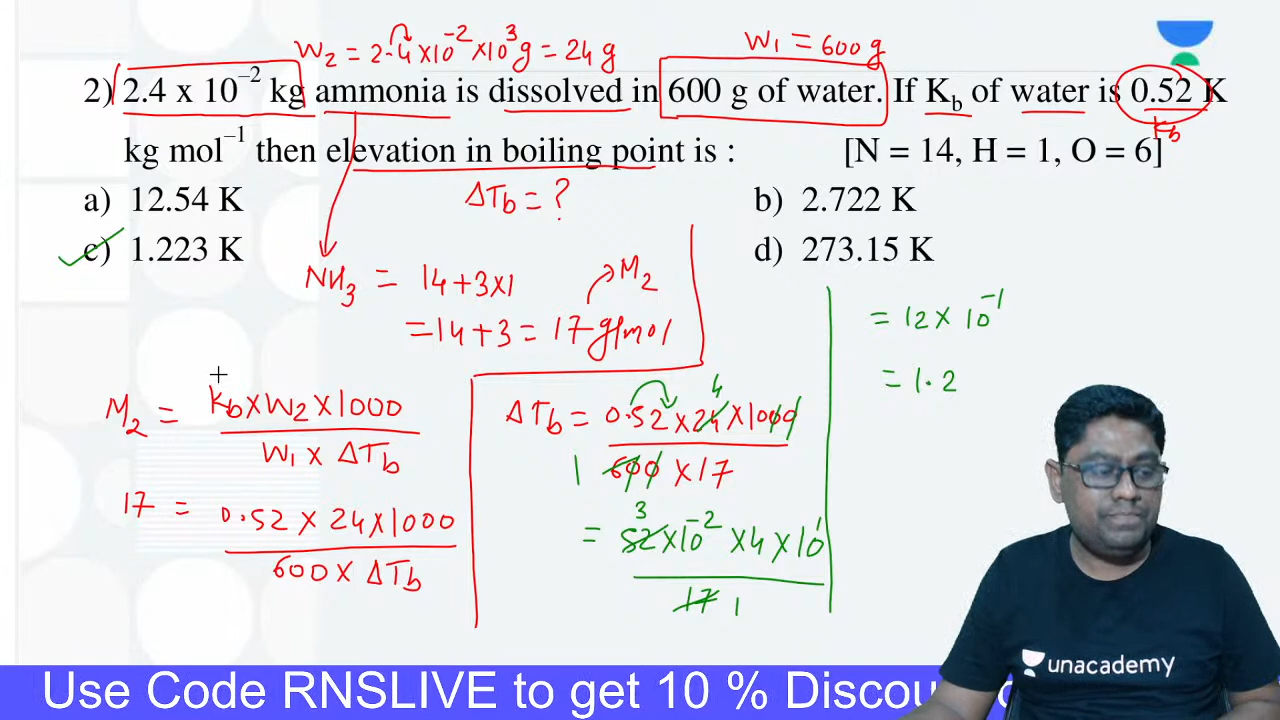 W₂ = 2.4×10⁻²×10³g = 24 g
W₁ = 600 g
2) 2.4 x 10⁻² kg ammonia is dissolved in 600 g of water. If K_b of water is 0.52 K
K_b
kg mol⁻¹ then elevation in boiling point is : [N = 14, H = 1, O = 6]
a) 12.54 K
ΔT_b = ?
b) 2.722 K
c) 1.223 K
d) 273.15 K
NH₃ = 14+3×1
M₂
=14+3 = 17 g/mol
M₂ = K_b×W₂×1000
W₁ × ΔT_b
17 = 0.52 × 24×1000
600 × ΔT_b
ΔT_b = 0.52 ×24×1000
4
1 600 × 17
3
= 52×10⁻² ×4×10¹
17 1
= 12× 10⁻¹
= 1.2
unacademy
Use Code RNSLIVE to get 10 % Discou